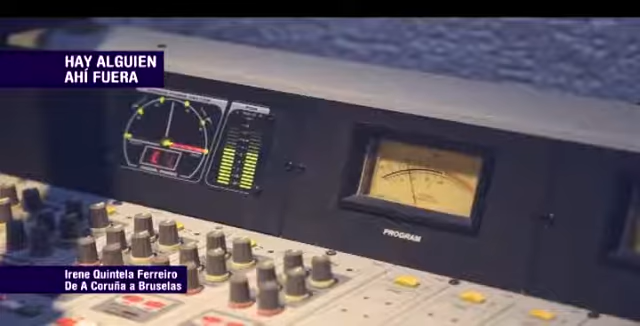 HAY ALGUIEN
AHÍ FUERA
PROGRAM
Irene Quintela Ferreiro
De A Coruña a Bruselas